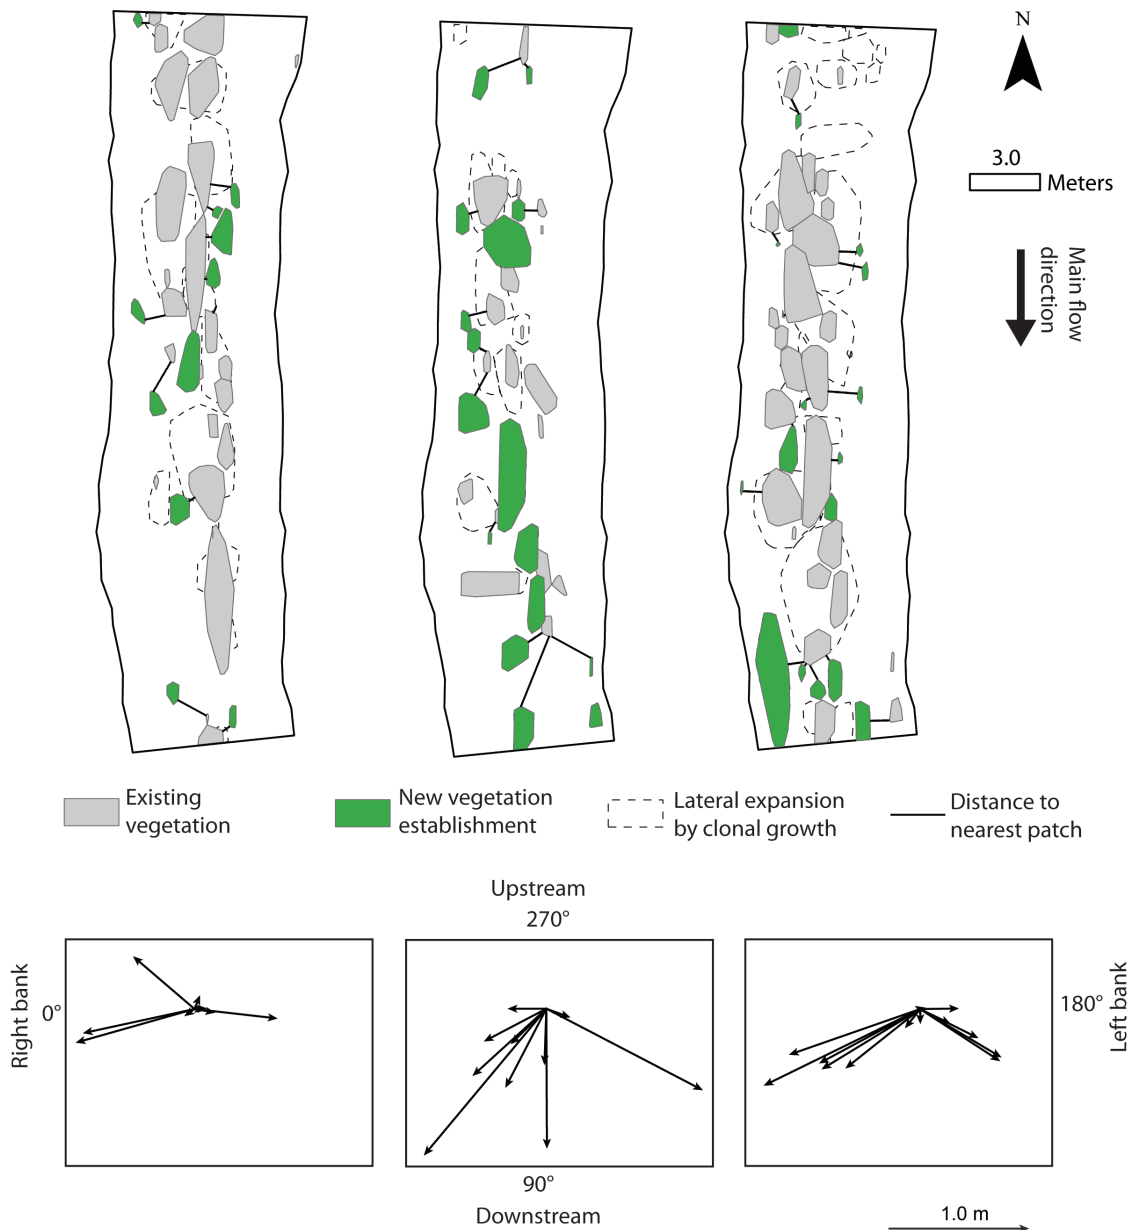 N
3.0
Meters
Main flow
direction
Existing
vegetation
New vegetation
establishment
Lateral expansion
by clonal growth
Distance to
nearest patch
Upstream
270°
Right bank
0°
180°
Left bank
90°
Downstream
1.0 m